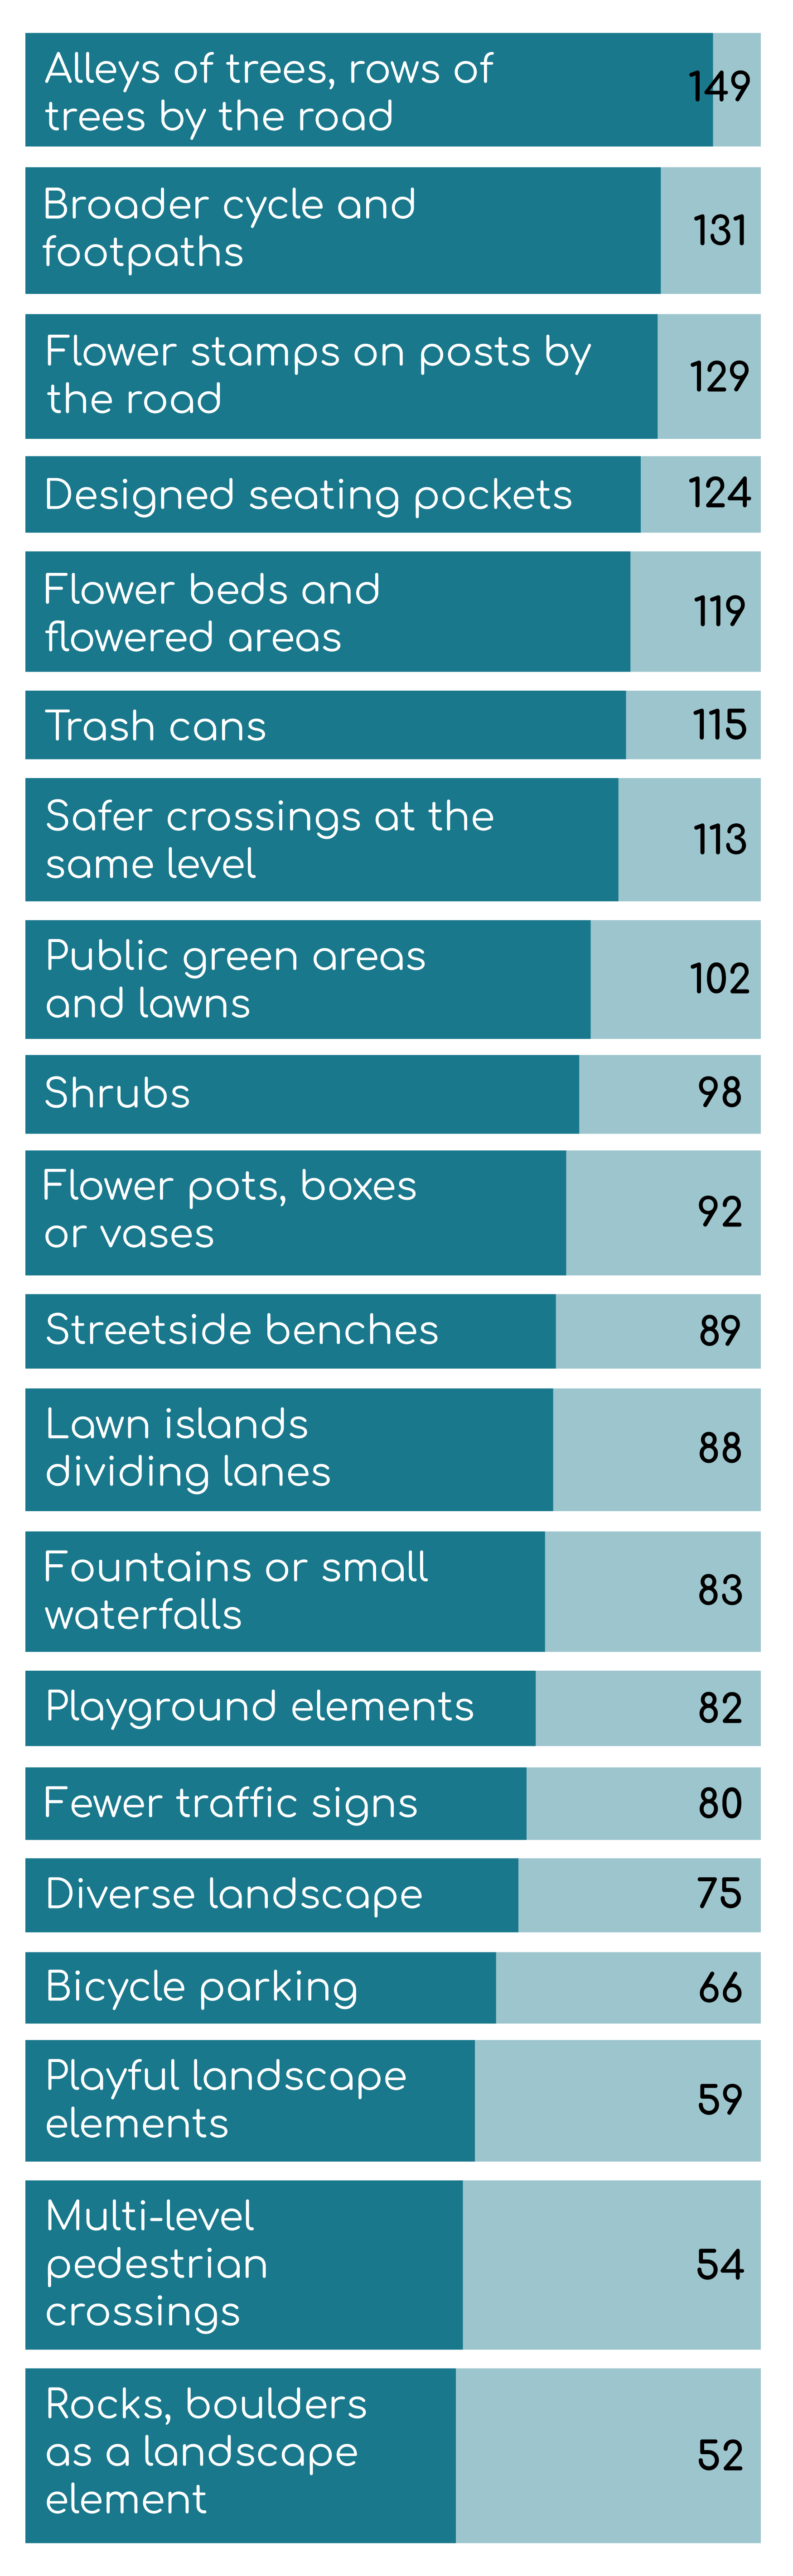 Alleys of trees, rows of
trees by the road
149
Broader cycle and
footpaths
131
Flower stamps on posts by
the road
129
Designed seating pockets
124
Flower beds and
flowered areas
119
Trash cans
115
Safer crossings at the
same level
113
Public green areas
and lawns
102
Shrubs
98
Flower pots, boxes
or vases
92
Streetside benches
89
Lawn islands
dividing lanes
88
Fountains or small
waterfalls
83
Playground elements
82
Fewer traffic signs
80
Diverse landscape
75
Bicycle parking
66
Playful landscape
elements
59
Multi-level
pedestrian
crossings
54
Rocks, boulders
as a landscape
element
52